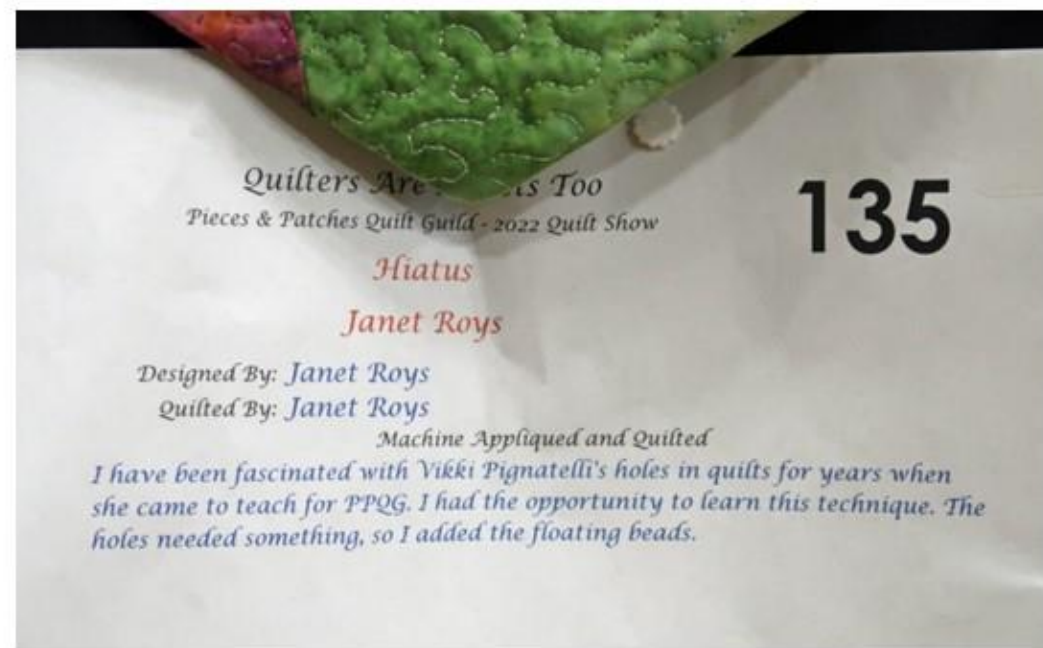 Quilters Are Too
Pieces & Patches Quilt Guild - 2022 Quilt Show
135
Hiatus
Janet Roys
Designed By: Janet Roys
Quilted By: Janet Roys
Machine Appliqued and Quilted
I have been fascinated with Vikki Pignatelli's holes in quilts for years when
she came to teach for PPQG. I had the opportunity to learn this technique. The
holes needed something, so I added the floating beads.